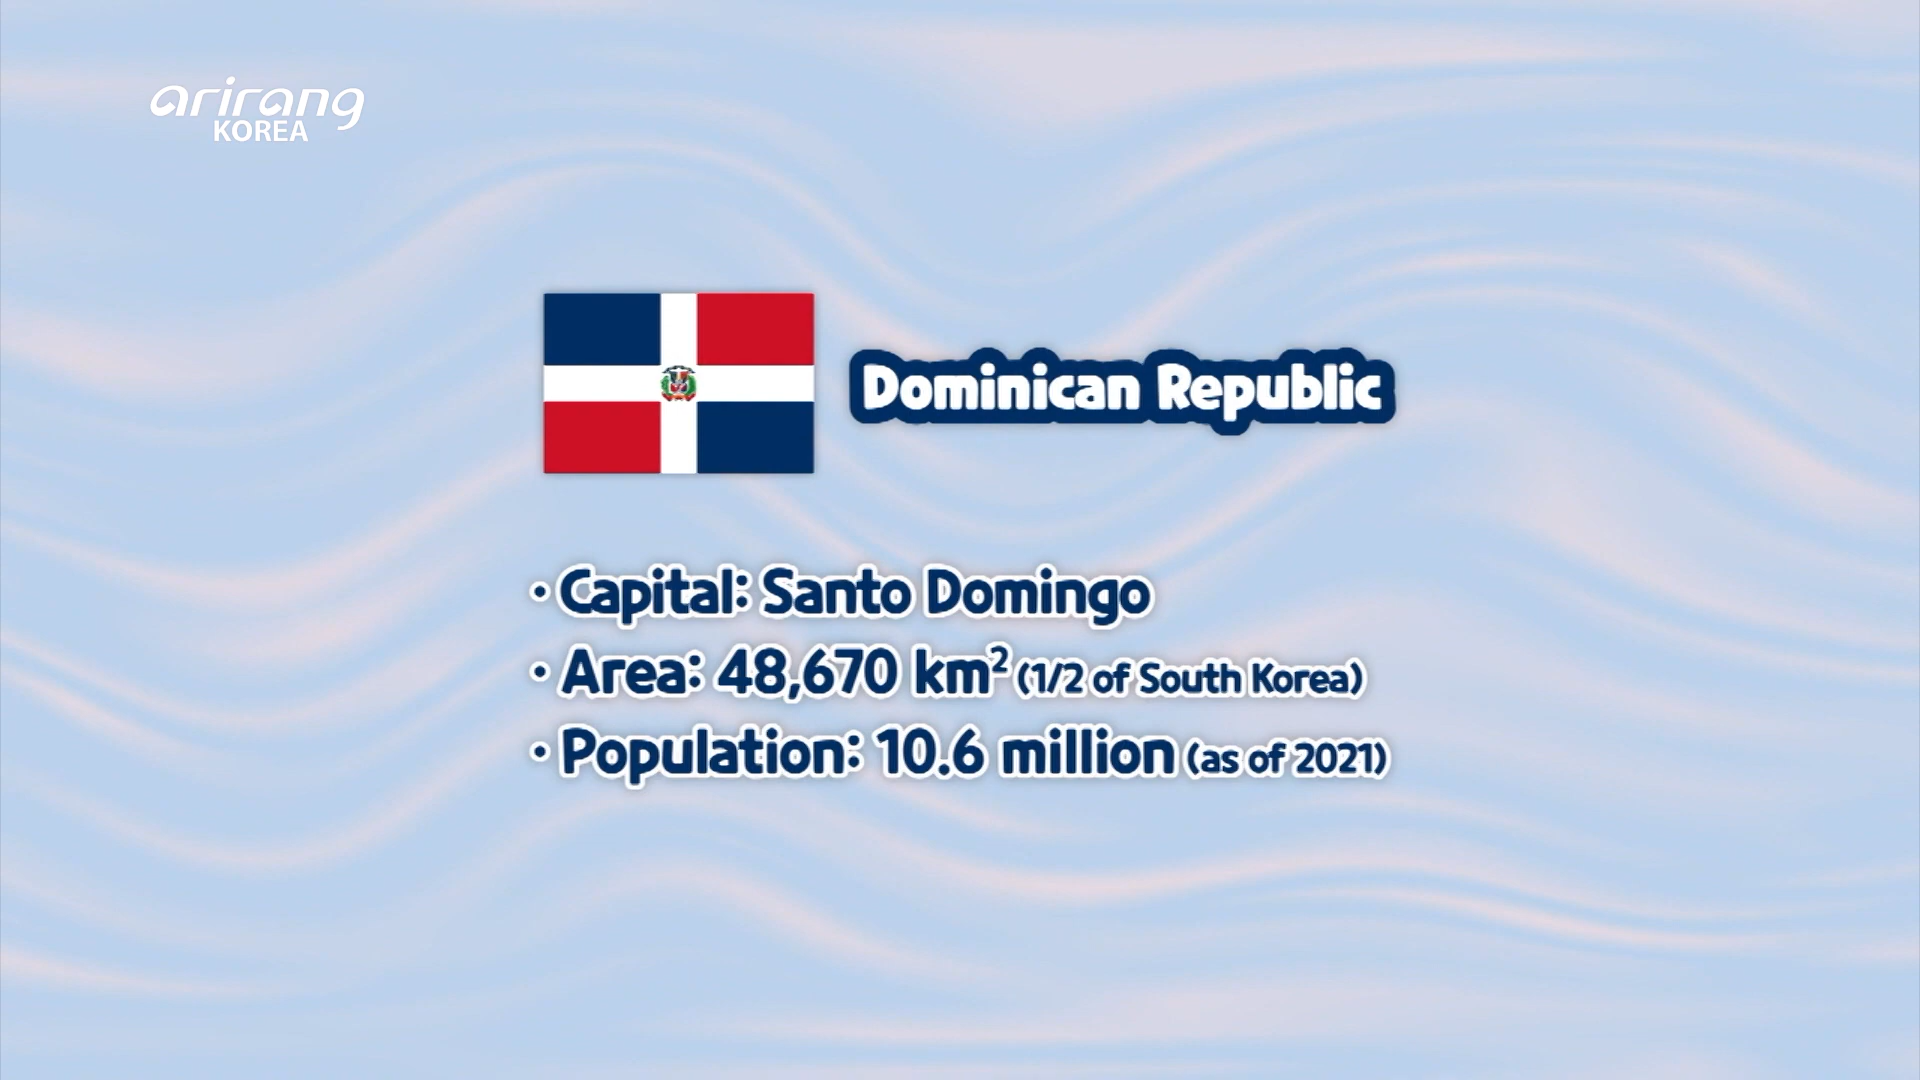 arirang
KOREA
Dominican Republic
· Capital: Santo Domingo
· Area: 48,670 km² (1/2 of South Korea)
· Population: 10.6 million (as of 2021)